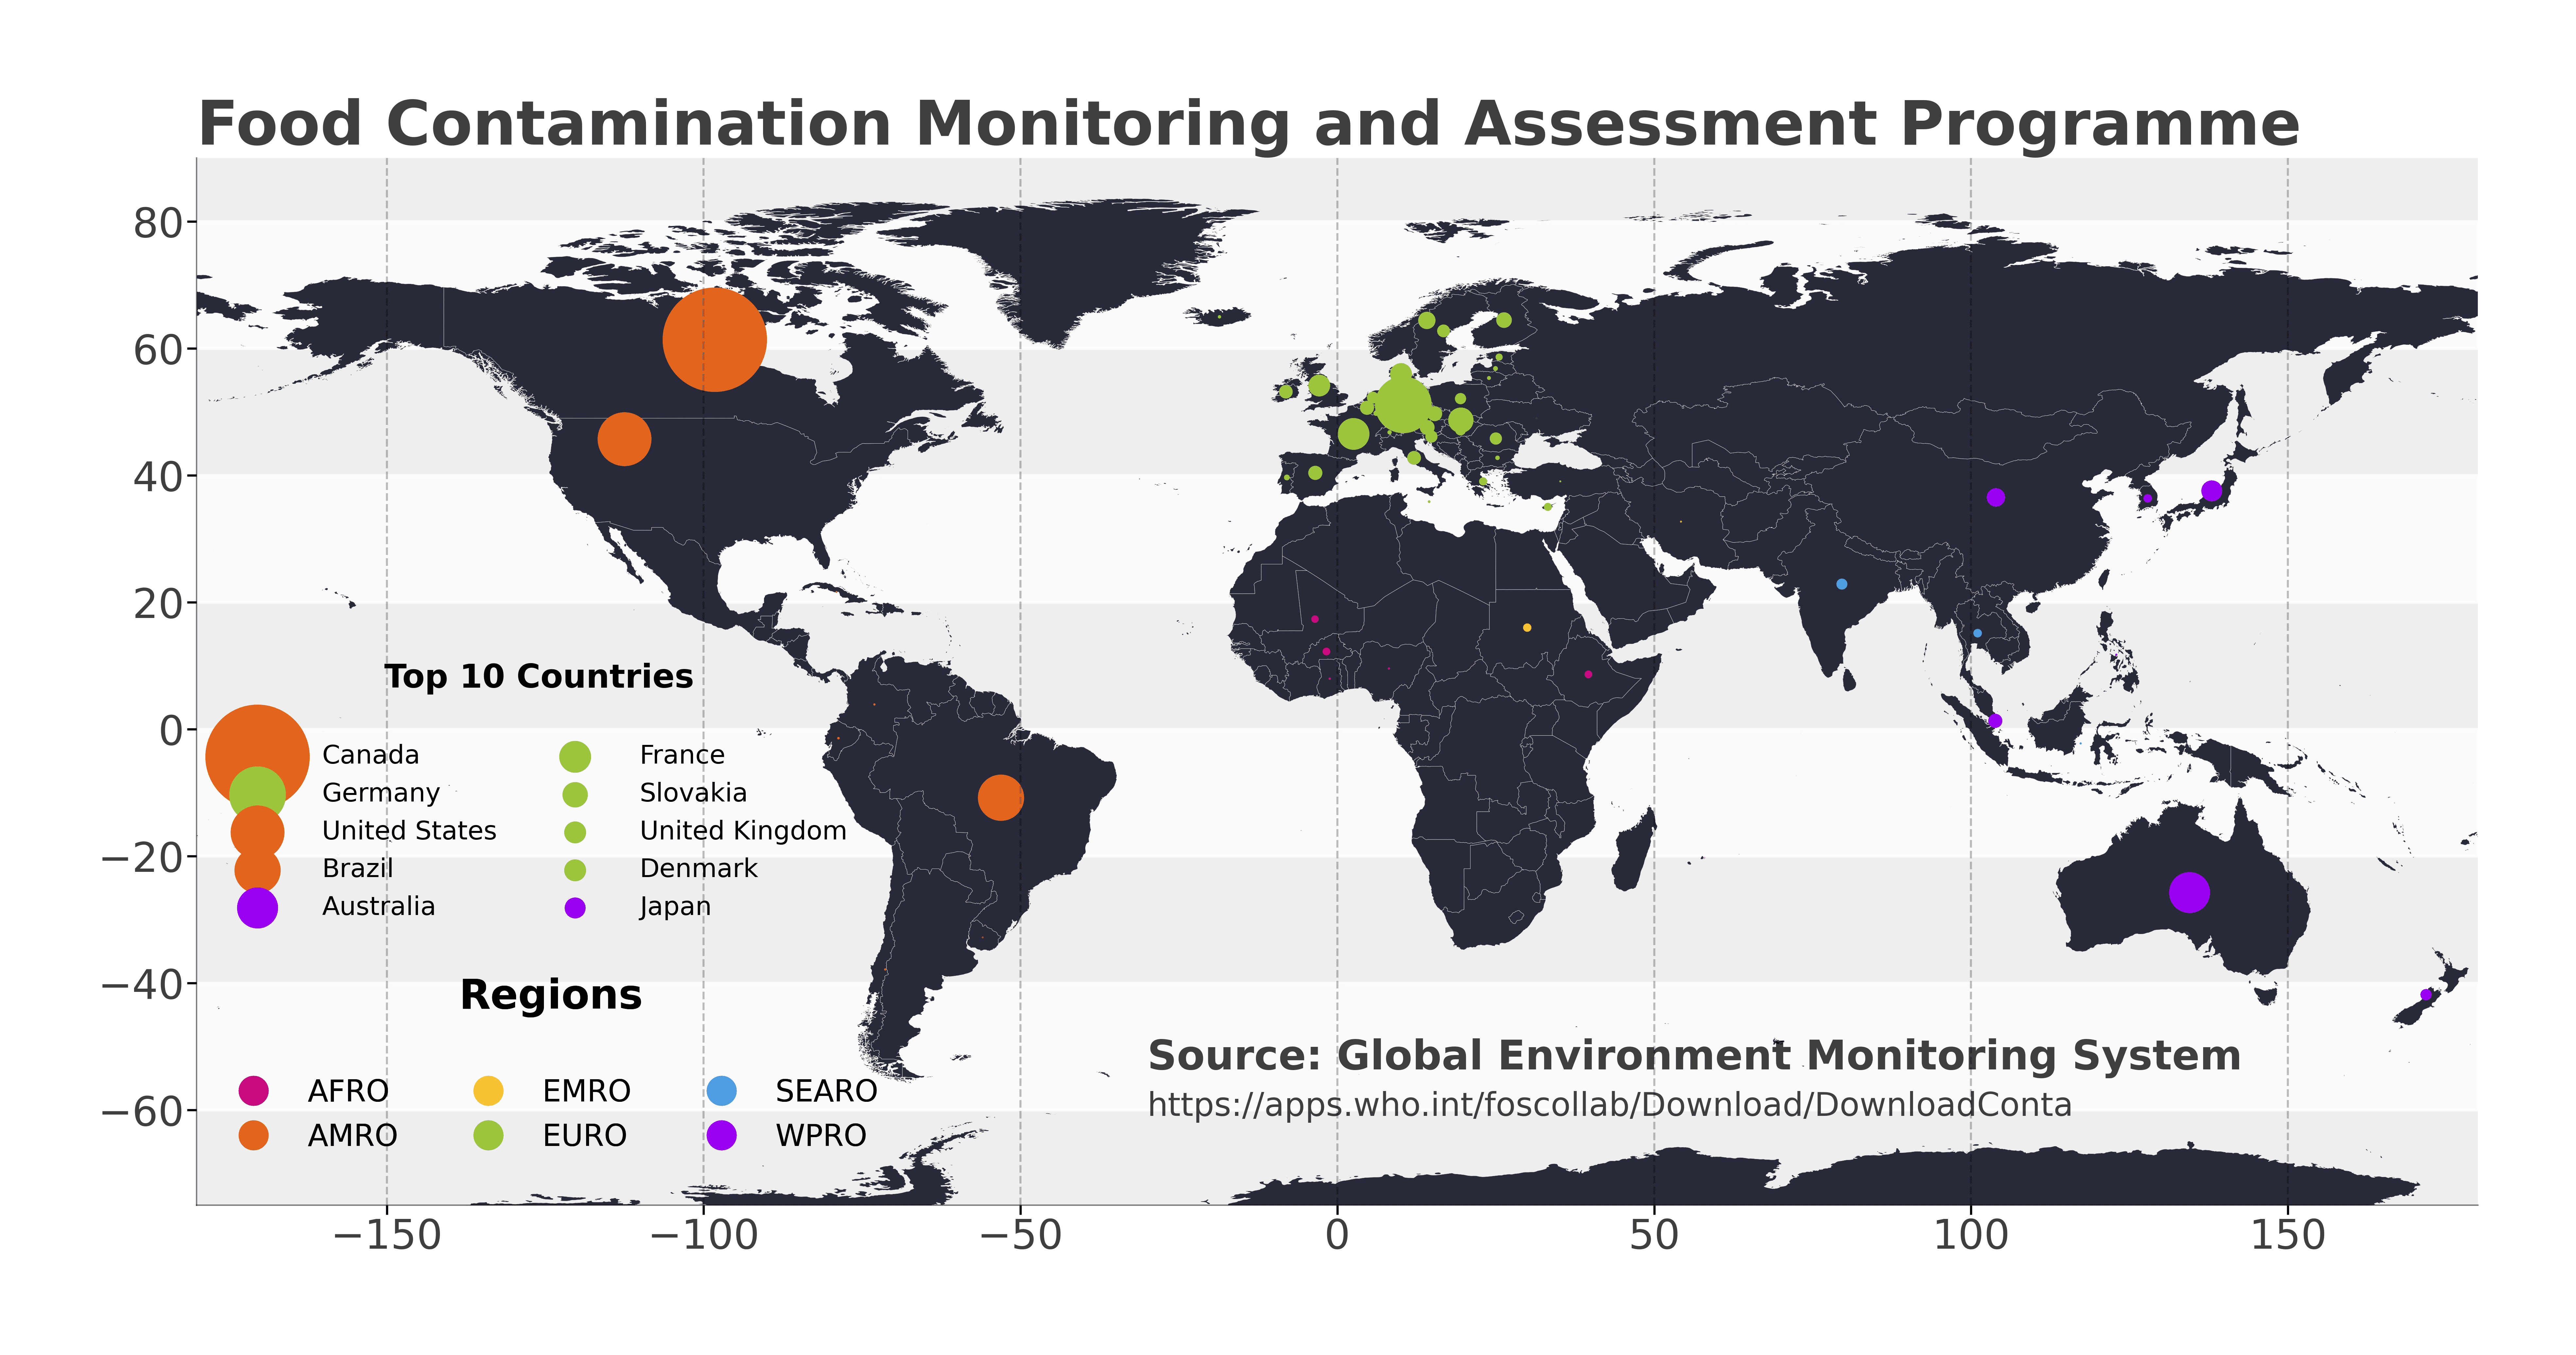 Food Contamination Monitoring and Assessment Programme
80
60
40
20
0
−20
−40
−60
Top 10 Countries
Canada France
Germany Slovakia
United States United Kingdom
Brazil Denmark
Australia Japan
Regions
AFRO EMRO SEARO
AMRO EURO WPRO
Source: Global Environment Monitoring System
https://apps.who.int/foscollab/Download/DownloadConta
−150 −100 −50 0 50 100 150